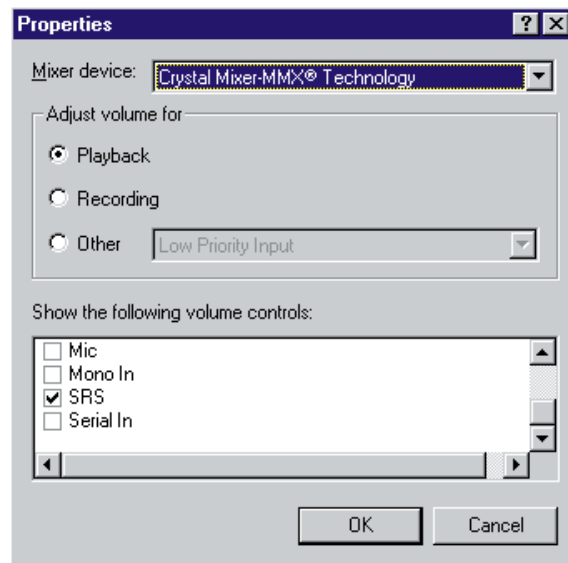 Properties
Mixer device: Crystal Mixer-MMX® Technology
Adjust volume for
Playback
Recording
Other Low Priority Input
Show the following volume controls:
Mic
Mono In
SRS
Serial In
OK Cancel